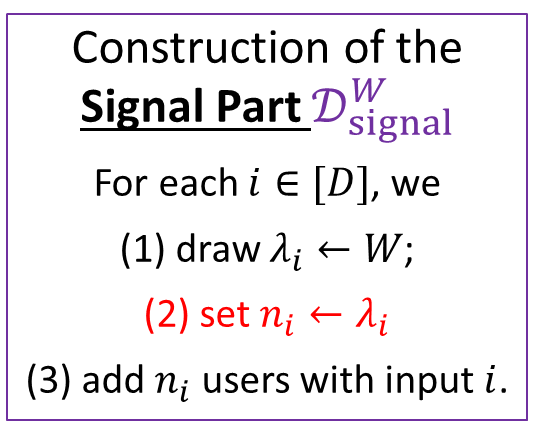 Construction of the
Signal Part 𝒟^W_signal
For each i ∈ [D], we
(1) draw λ_i ← W;
(2) set n_i ← λ_i
(3) add n_i users with input i.